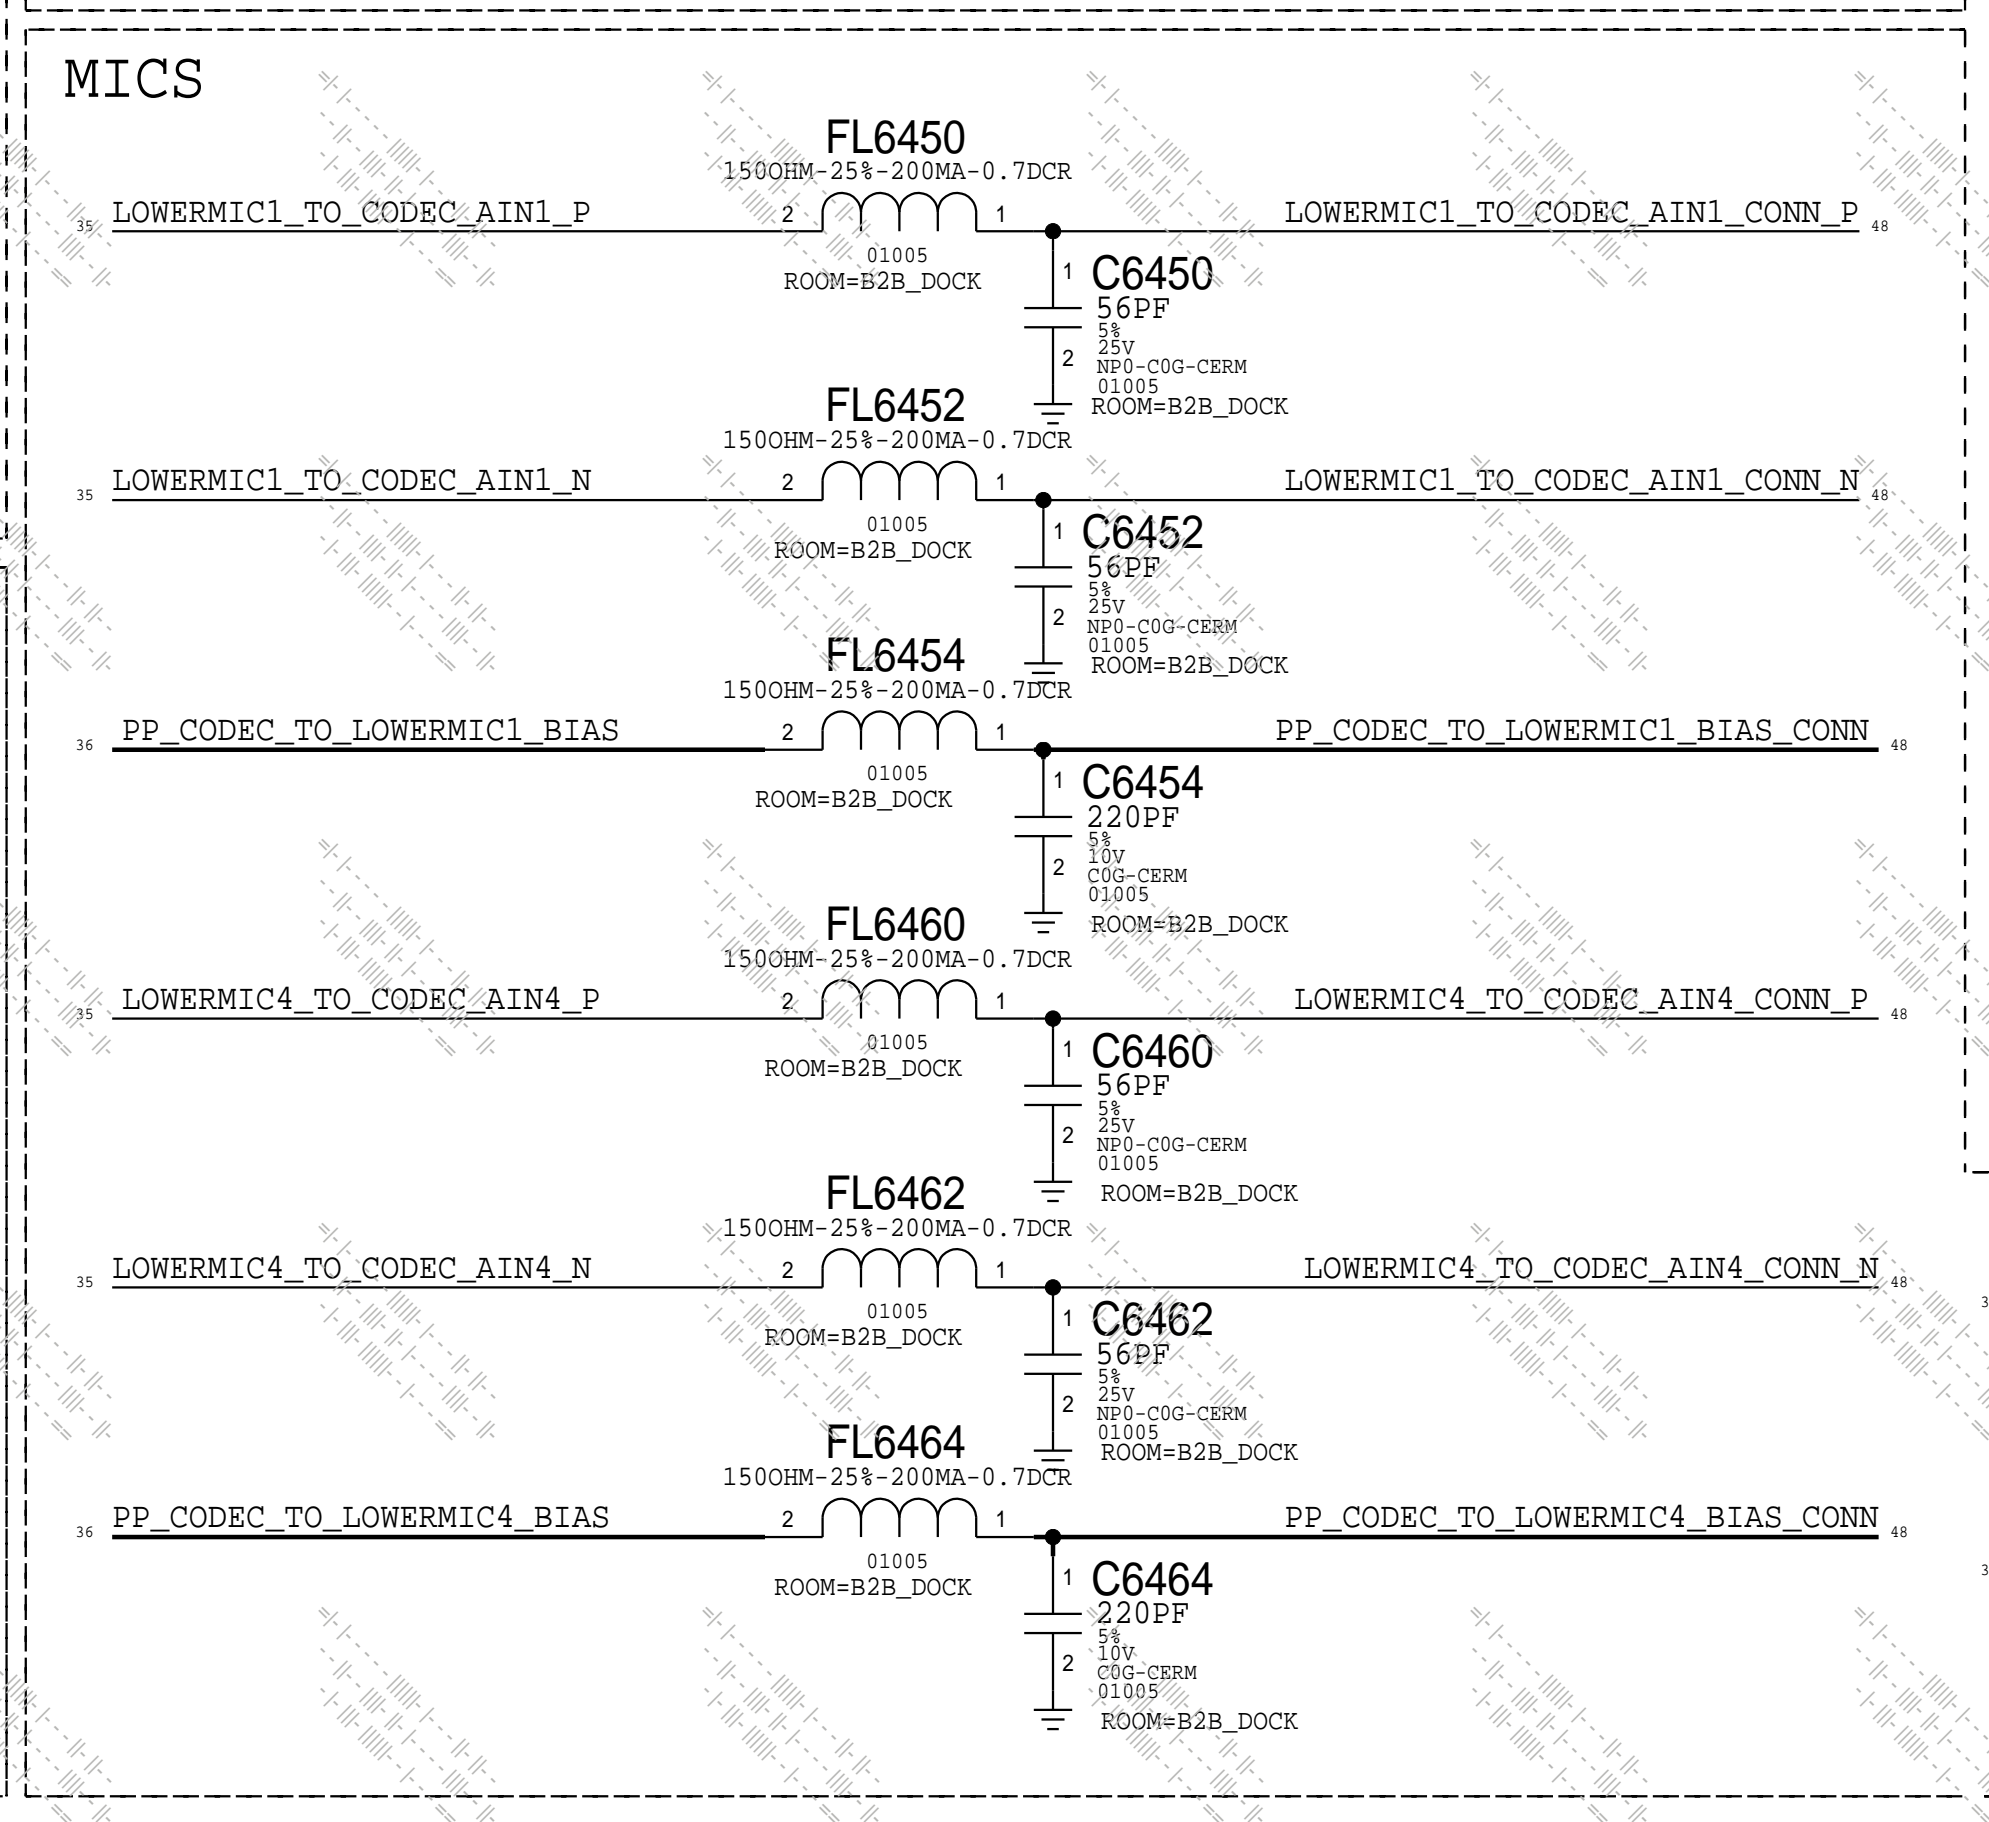 MICS
FL6450
150OHM-25%-200MA-0.7DCR
35 LOWERMIC1_TO_CODEC_AIN1_P 2 1 LOWERMIC1_TO_CODEC_AIN1_CONN_P 48
01005
ROOM=B2B_DOCK
1 C6450
56PF
5%
25V
2 NP0-C0G-CERM
01005
ROOM=B2B_DOCK
FL6452
150OHM-25%-200MA-0.7DCR
35 LOWERMIC1_TO_CODEC_AIN1_N 2 1 LOWERMIC1_TO_CODEC_AIN1_CONN_N 48
01005
ROOM=B2B_DOCK
1 C6452
56PF
5%
25V
2 NP0-C0G-CERM
01005
ROOM=B2B_DOCK
FL6454
150OHM-25%-200MA-0.7DCR
36 PP_CODEC_TO_LOWERMIC1_BIAS 2 1 PP_CODEC_TO_LOWERMIC1_BIAS_CONN 48
01005
ROOM=B2B_DOCK
1 C6454
220PF
5%
10V
2 C0G-CERM
01005
ROOM=B2B_DOCK
FL6460
150OHM-25%-200MA-0.7DCR
35 LOWERMIC4_TO_CODEC_AIN4_P 2 1 LOWERMIC4_TO_CODEC_AIN4_CONN_P 48
01005
ROOM=B2B_DOCK
1 C6460
56PF
5%
25V
2 NP0-C0G-CERM
01005
ROOM=B2B_DOCK
FL6462
150OHM-25%-200MA-0.7DCR
35 LOWERMIC4_TO_CODEC_AIN4_N 2 1 LOWERMIC4_TO_CODEC_AIN4_CONN_N 48
01005
ROOM=B2B_DOCK
1 C6462
56PF
5%
25V
2 NP0-C0G-CERM
01005
ROOM=B2B_DOCK
FL6464
150OHM-25%-200MA-0.7DCR
36 PP_CODEC_TO_LOWERMIC4_BIAS 2 1 PP_CODEC_TO_LOWERMIC4_BIAS_CONN 48
01005
ROOM=B2B_DOCK
1 C6464
220PF
5%
10V
2 C0G-CERM
01005
ROOM=B2B_DOCK